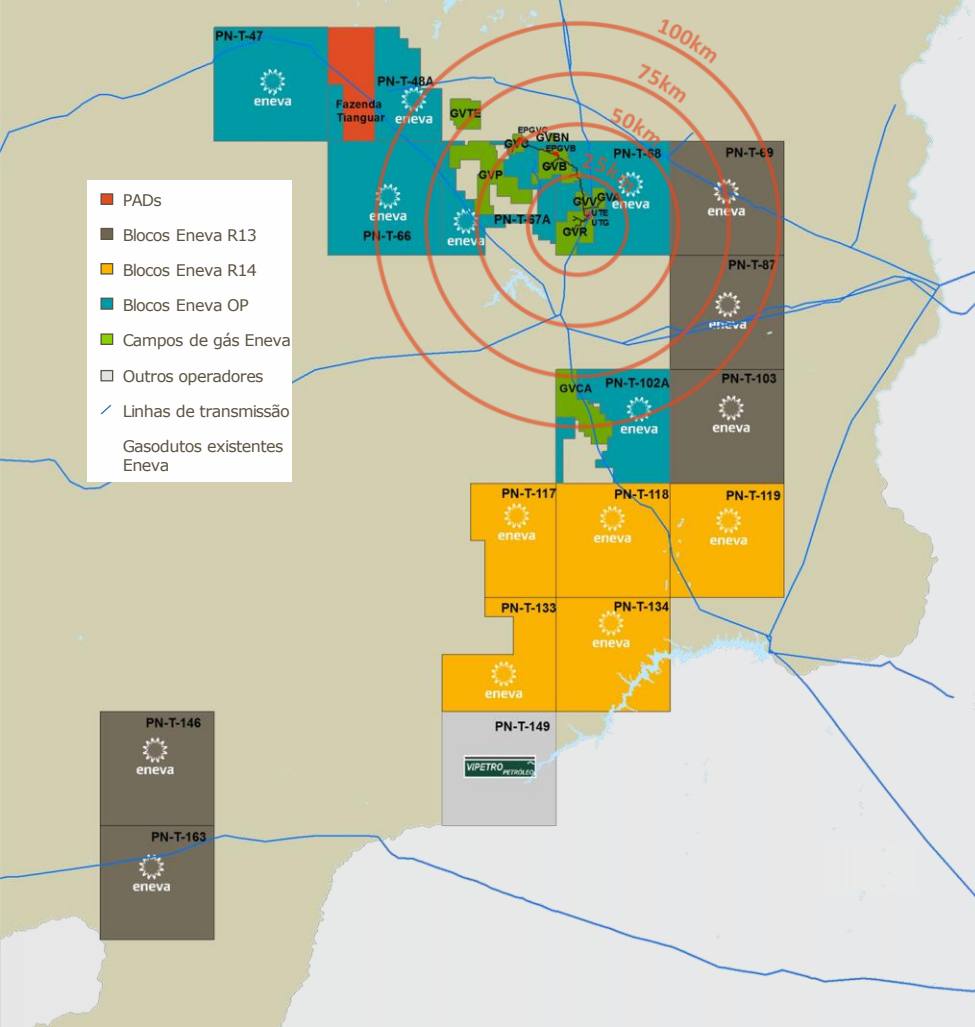 100km
PN-T-47
75km
PN-T-48A
eneva
Fazenda
Tianguar
eneva
GVTE
50km
EPGVC
GVBN
GVC
EPGVB
GVB
PN-T-68
PN-T-69
25km
GVP
eneva
PADs
GVV
GVA
eneva
eneva
Blocos Eneva R13
eneva
PN-T-67A
UTE
UTG
PN-T-66
eneva
GVR
Blocos Eneva R14
PN-T-87
Blocos Eneva OP
eneva
Campos de gás Eneva
Outros operadores
GVCA
PN-T-102A
PN-T-103
Linhas de transmissão
eneva
eneva
Gasodutos existentes
Eneva
PN-T-117
PN-T-118
PN-T-119
eneva
eneva
eneva
PN-T-133
PN-T-134
eneva
eneva
PN-T-146
PN-T-149
eneva
VIPETRO
PETRÓLEO
PN-T-163
eneva